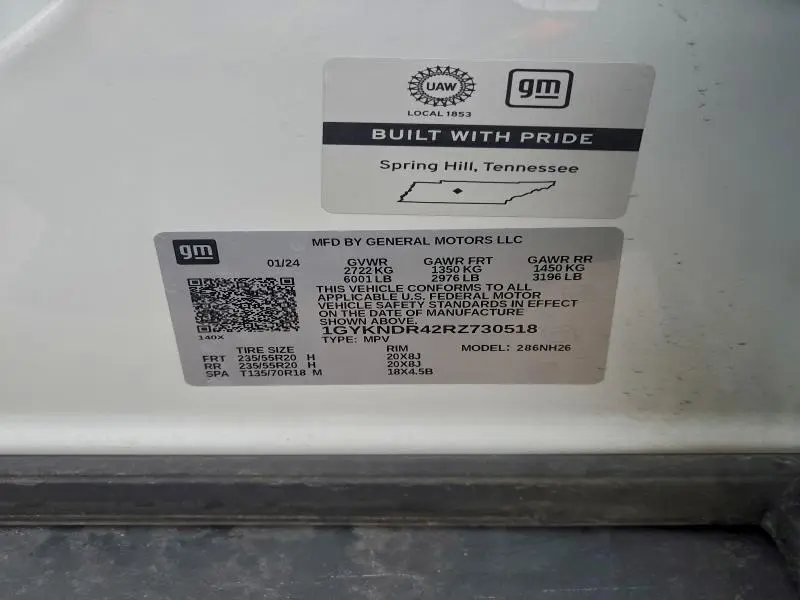 UAW
gm
LOCAL 1853
BUILT WITH PRIDE
Spring Hill, Tennessee
gm
MFD BY GENERAL MOTORS LLC
01/24 GVWR GAWR FRT GAWR RR
2722 KG 1350 KG 1450 KG
6001 LB 2976 LB 3196 LB
THIS VEHICLE CONFORMS TO ALL
APPLICABLE U.S. FEDERAL MOTOR
VEHICLE SAFETY STANDARDS IN EFFECT
ON THE DATE OF MANUFACTURE
SHOWN ABOVE.
140X
1GYKNDR42RZ730518
TYPE: MPV
TIRE SIZE RIM MODEL: 286NH26
FRT 235/55R20 H 20X8J
RR 235/55R20 H 20X8J
SPA T135/70R18 M 18X4.5B